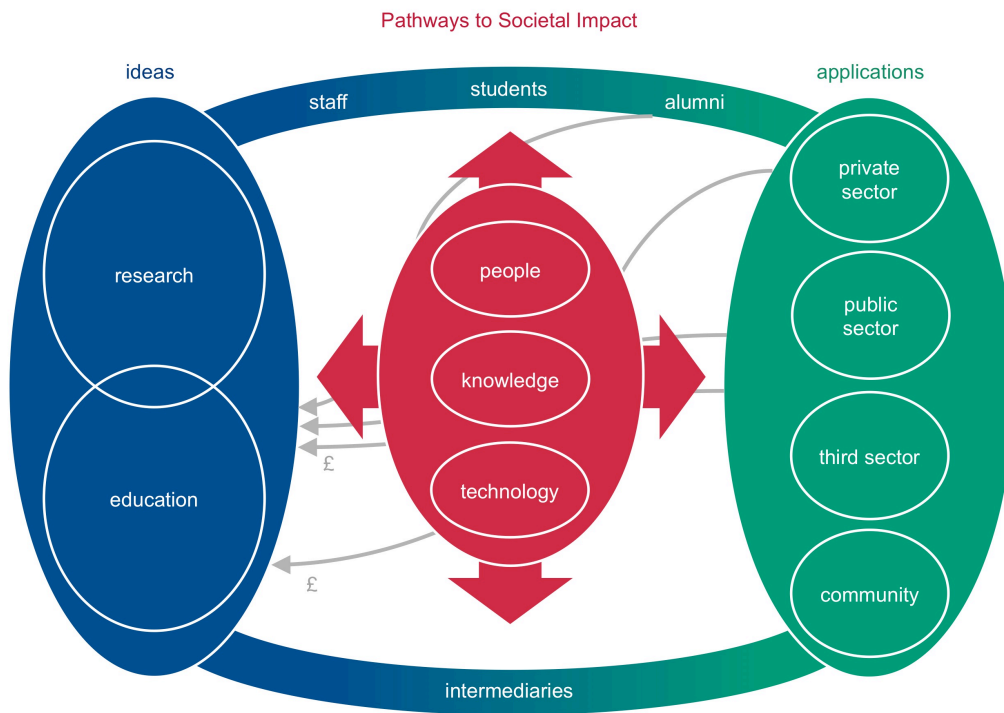 Pathways to Societal Impact
ideas
applications
staff
students
alumni
private
sector
research
people
public
sector
knowledge
third sector
£
education
technology
£
community
intermediaries